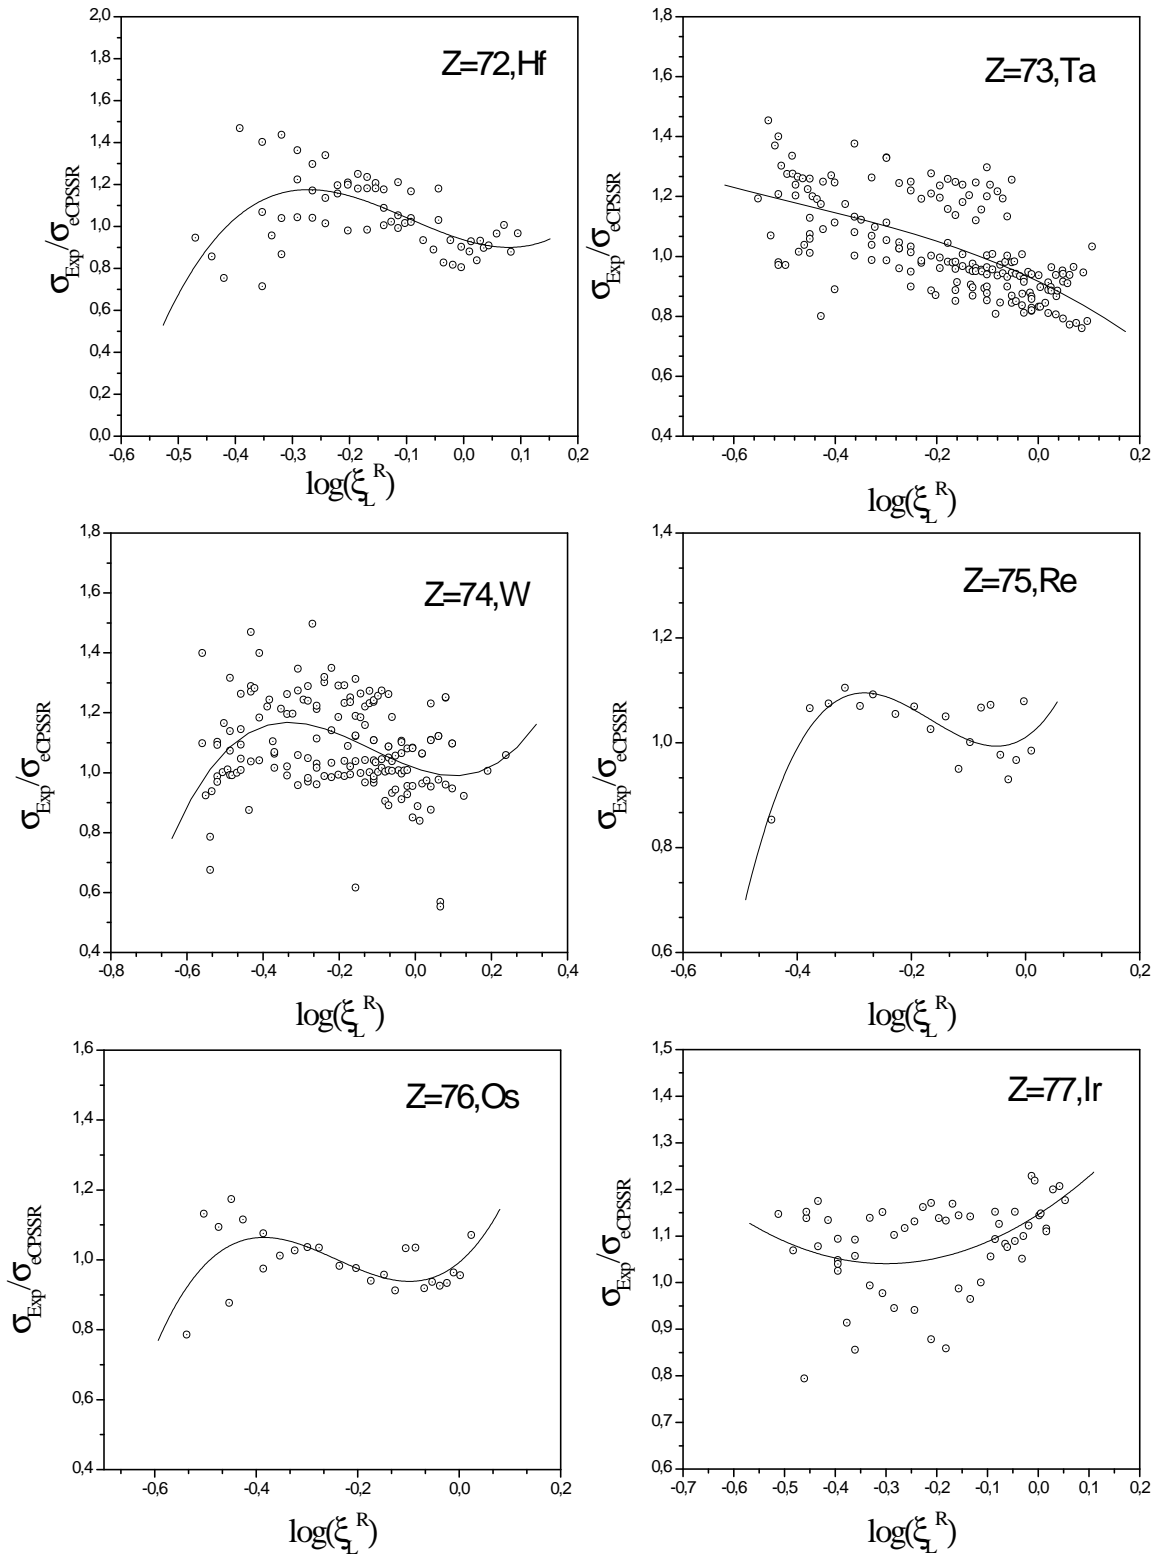 Z=72,Hf
2,0
1,8
1,6
1,4
1,2
1,0
0,8
0,6
0,4
0,2
0,0
σExp/σeCPSSR
-0,6 -0,5 -0,4 -0,3 -0,2 -0,1 0,0 0,1 0,2
log(ξLR)
Z=73,Ta
1,8
1,6
1,4
1,2
1,0
0,8
0,6
0,4
σExp/σeCPSSR
-0,6 -0,4 -0,2 0,0 0,2
log(ξLR)
Z=74,W
1,8
1,6
1,4
1,2
1,0
0,8
0,6
0,4
σExp/σeCPSSR
-0,8 -0,6 -0,4 -0,2 0,0 0,2 0,4
log(ξLR)
Z=75,Re
1,4
1,2
1,0
0,8
0,6
σExp/σeCPSSR
-0,6 -0,4 -0,2 0,0 0,2
log(ξLR)
Z=76,Os
1,6
1,4
1,2
1,0
0,8
0,4
σExp/σeCPSSR
-0,6 -0,4 -0,2 0,0 0,2
log(ξLR)
Z=77,Ir
1,5
1,4
1,3
1,2
1,1
1,0
0,9
0,8
0,7
0,6
σExp/σeCPSSR
-0,7 -0,6 -0,5 -0,4 -0,3 -0,2 -0,1 0,0 0,1 0,2
log(ξLR)